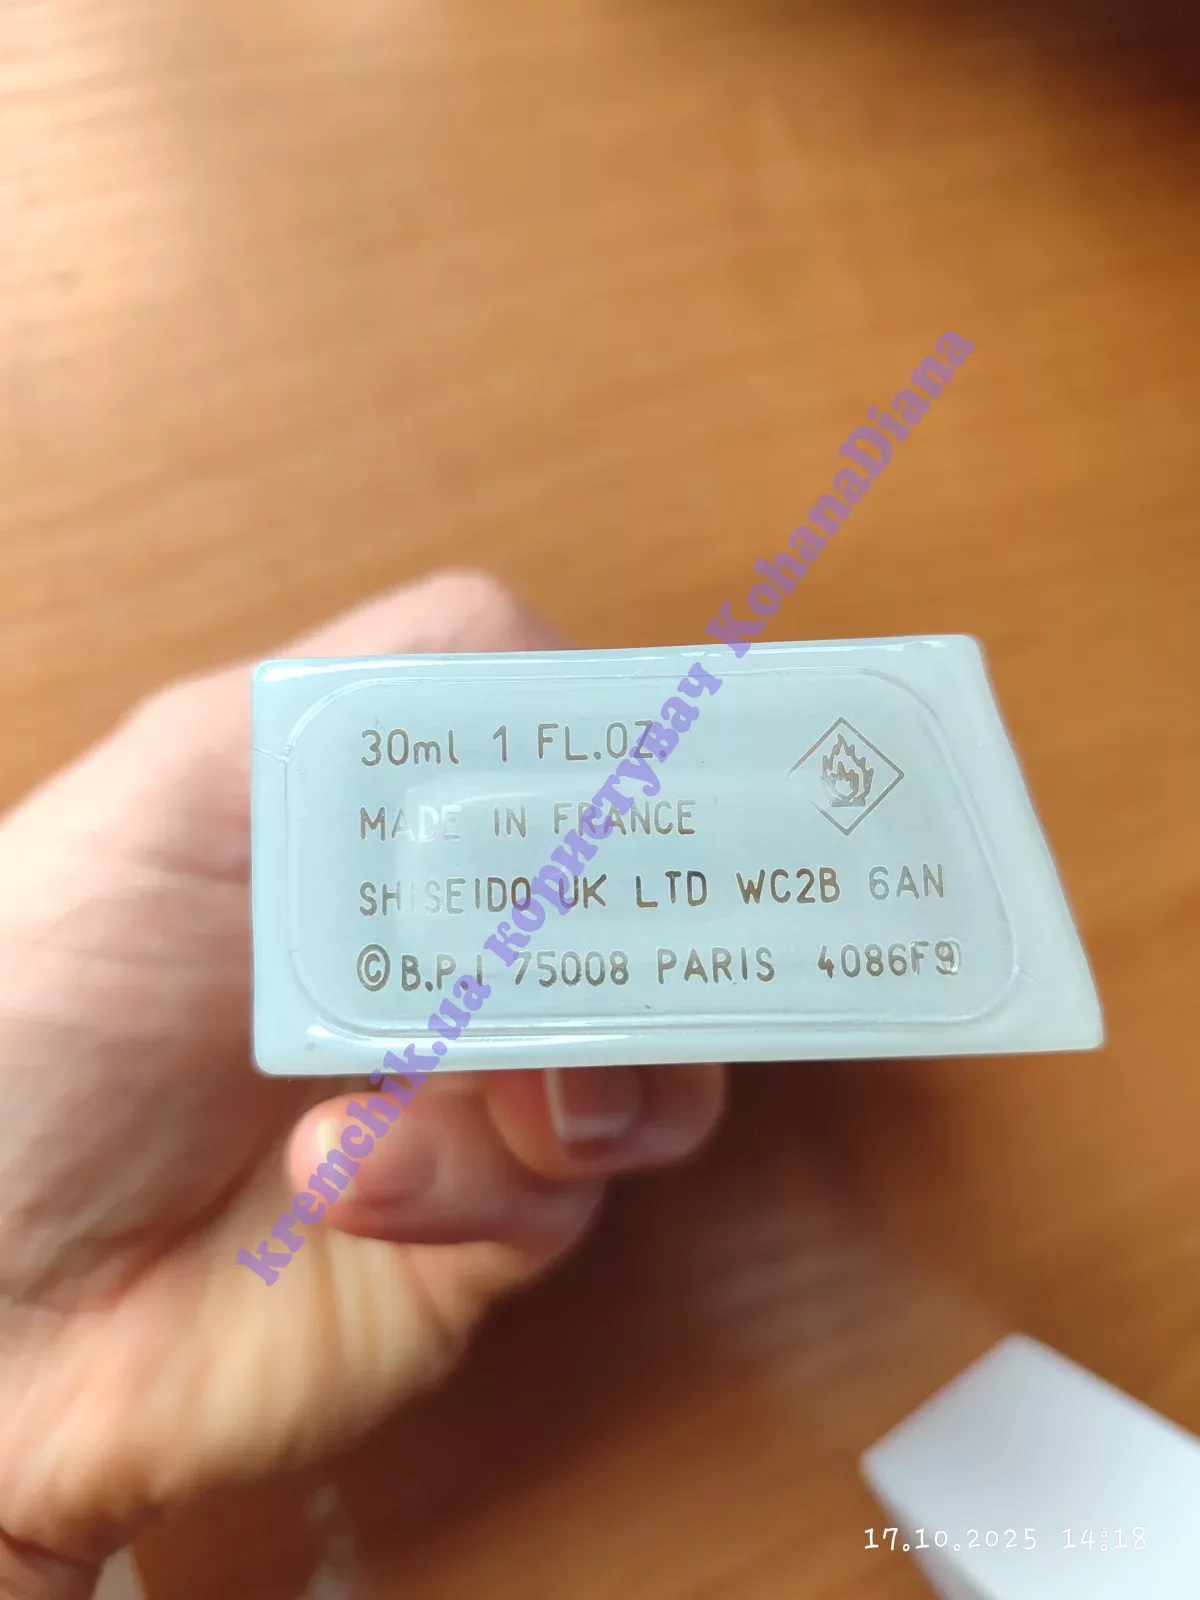 30ml 1 FL.OZ.
MADE IN FRANCE
SHISEIDO UK LTD WC2B 6AN
©B.P.I 75008 PARIS 4086F9
kremchik.ua користувач KohanaDiana
17.10.2025 14:18